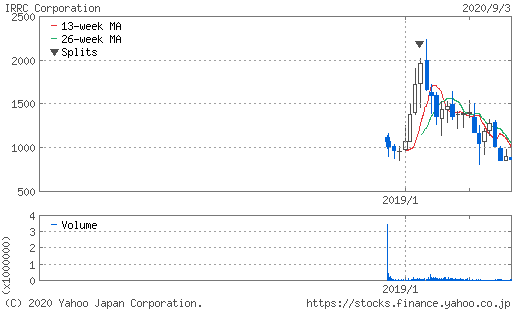 IRRC Corporation 2020/9/3
2500
13-week MA
26-week MA
Splits
2000
1500
1000
500
2019/1
4
Volume
3
2
1
0
(x1000000)
2019/1
(C) 2020 Yahoo Japan Corporation. https://stocks.finance.yahoo.co.jp